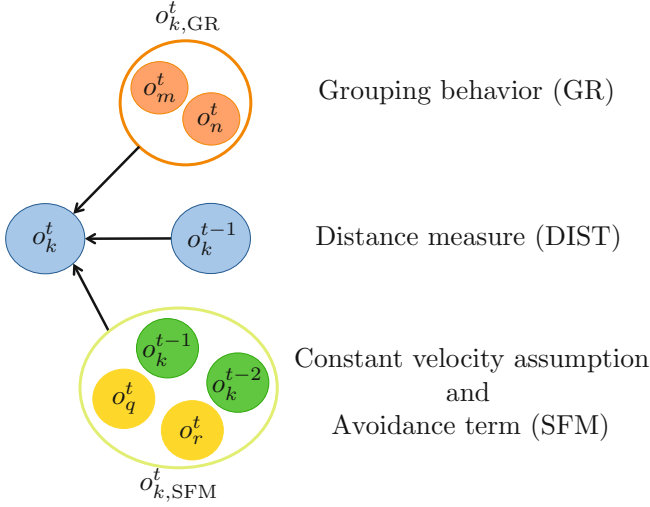 o^t_{k,GR}
o^t_m
o^t_n
Grouping behavior (GR)
o^t_k
o^{t−1}_k
Distance measure (DIST)
o^{t−1}_k
o^{t−2}_k
o^t_q
o^t_r
Constant velocity assumption
and
Avoidance term (SFM)
o^t_{k,SFM}